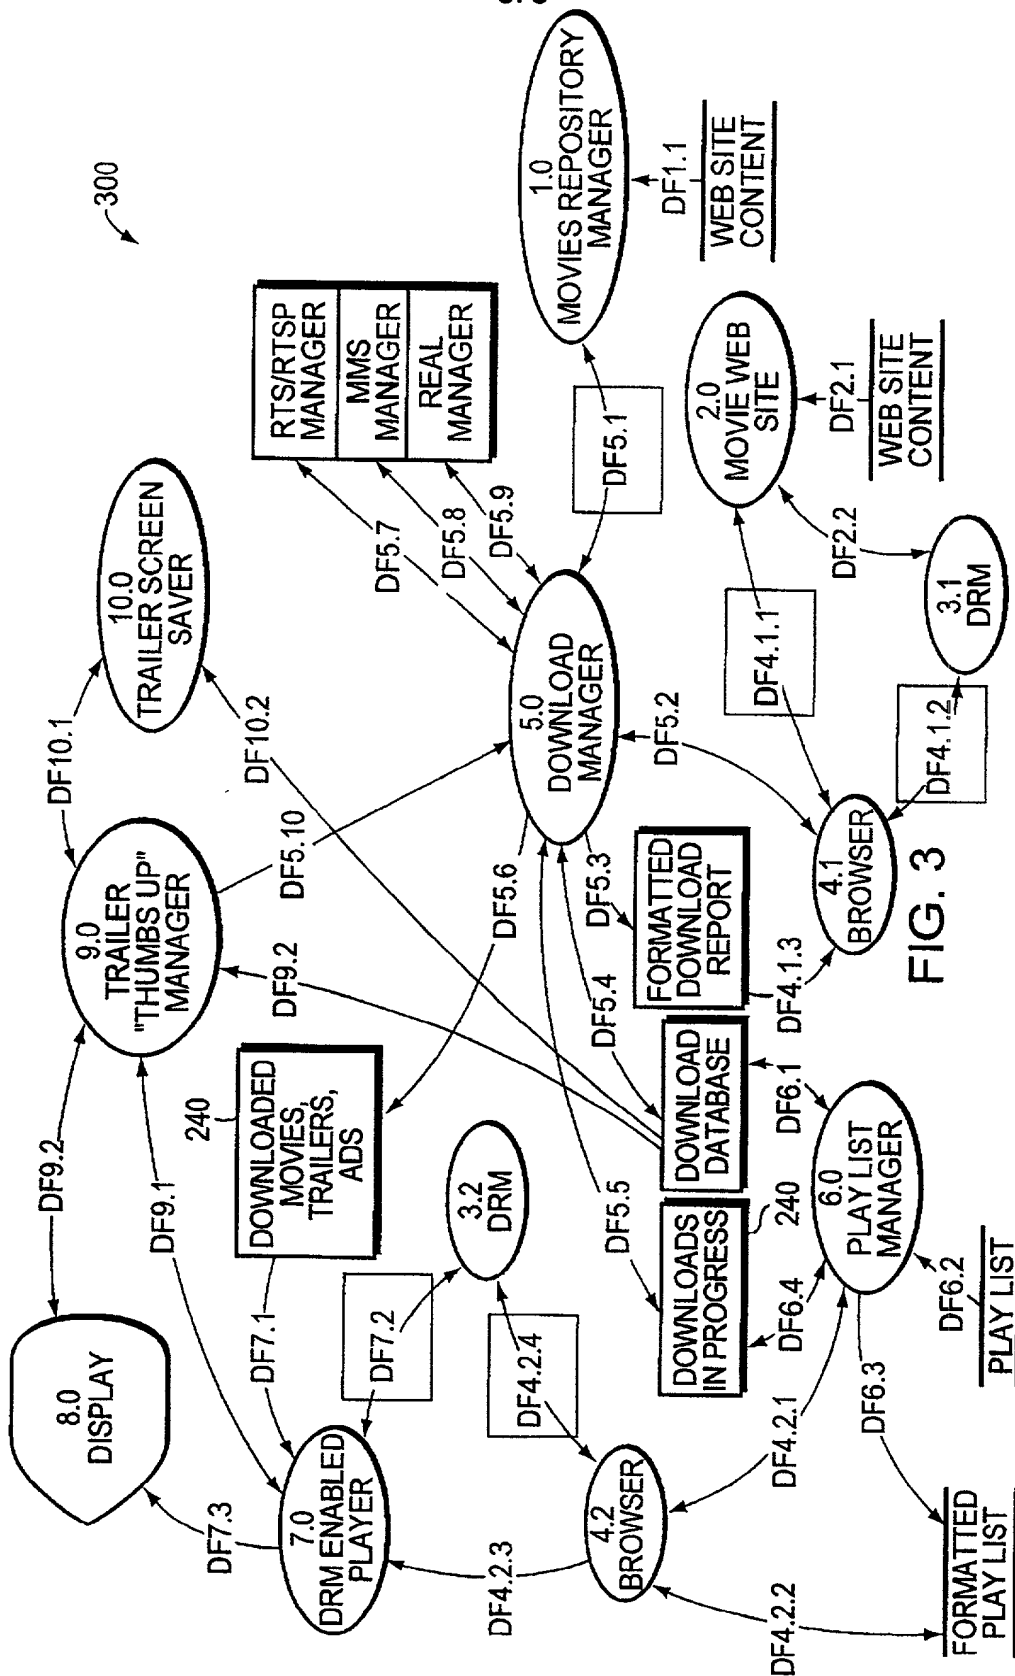 300
8.0
DISPLAY
DF9.2
9.0
TRAILER
"THUMBS UP"
MANAGER
DF10.1
10.0
TRAILER SCREEN
SAVER
DF7.3
DF9.1
240
DOWNLOADED
MOVIES,
TRAILERS,
ADS
DF9.2
DF5.10
DF10.2
RTS/RTSP
MANAGER
MMS
MANAGER
REAL
MANAGER
DF7.1
7.0
DRM ENABLED
PLAYER
DF7.2
3.2
DRM
DF5.6
DF5.7
DF5.8
DF5.9
5.0
DOWNLOAD
MANAGER
DF5.1
1.0
MOVIES REPOSITORY
MANAGER
DF1.1
WEB SITE
CONTENT
DF4.2.3
DF4.2.4
4.2
BROWSER
DF5.5
DF5.4
DF5.3
DF5.2
DOWNLOADS
IN PROGRESS
240
DOWNLOAD
DATABASE
FORMATTED
DOWNLOAD
REPORT
DF4.1.1
2.0
MOVIE WEB
SITE
DF2.1
WEB SITE
CONTENT
DF2.2
DF4.2.1
DF6.4
DF6.1
DF4.1.3
4.1
BROWSER
DF4.1.2
3.1
DRM
DF4.2.2
DF6.3
6.0
PLAY LIST
MANAGER
DF6.2
FORMATTED
PLAY LIST
PLAY LIST
FIG. 3